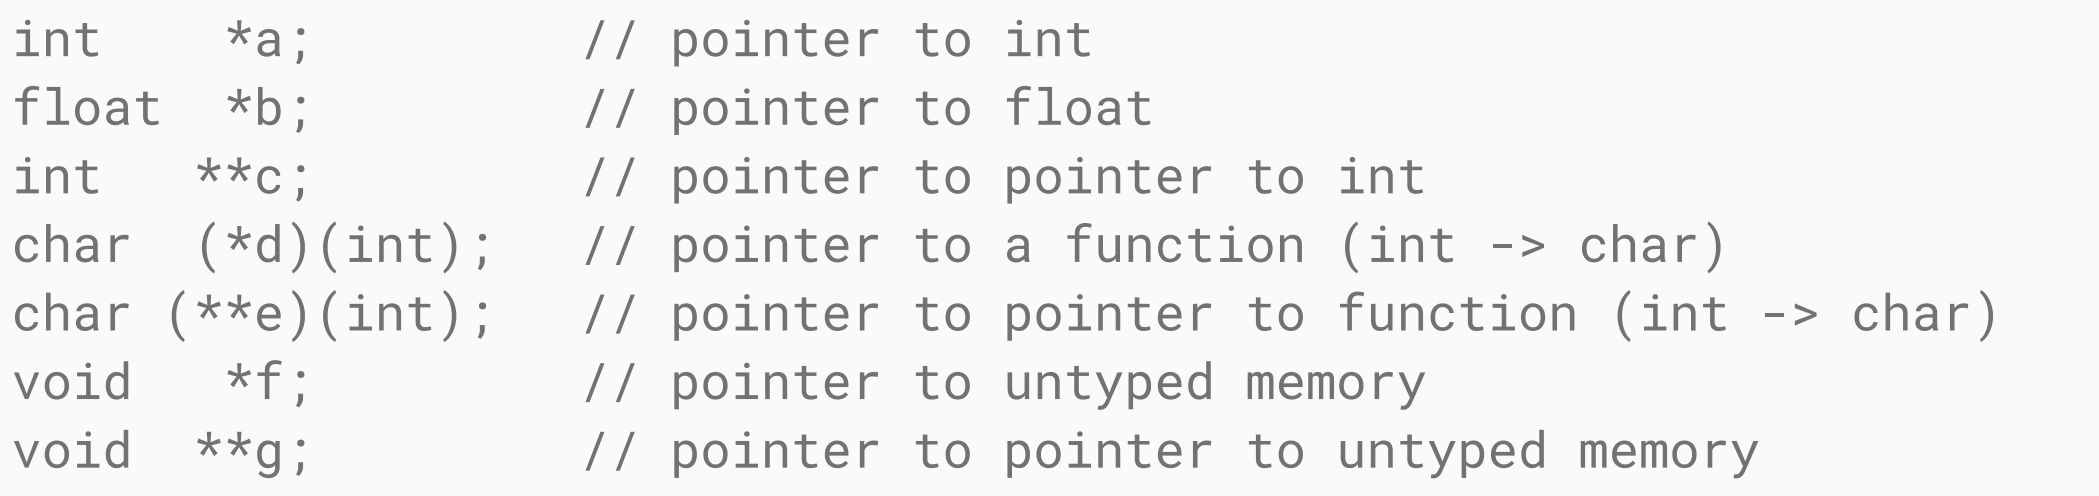 int    *a;         // pointer to int
float  *b;         // pointer to float
int   **c;         // pointer to pointer to int
char  (*d)(int);   // pointer to a function (int -> char)
char (**e)(int);   // pointer to pointer to function (int -> char)
void   *f;         // pointer to untyped memory
void  **g;         // pointer to pointer to untyped memory